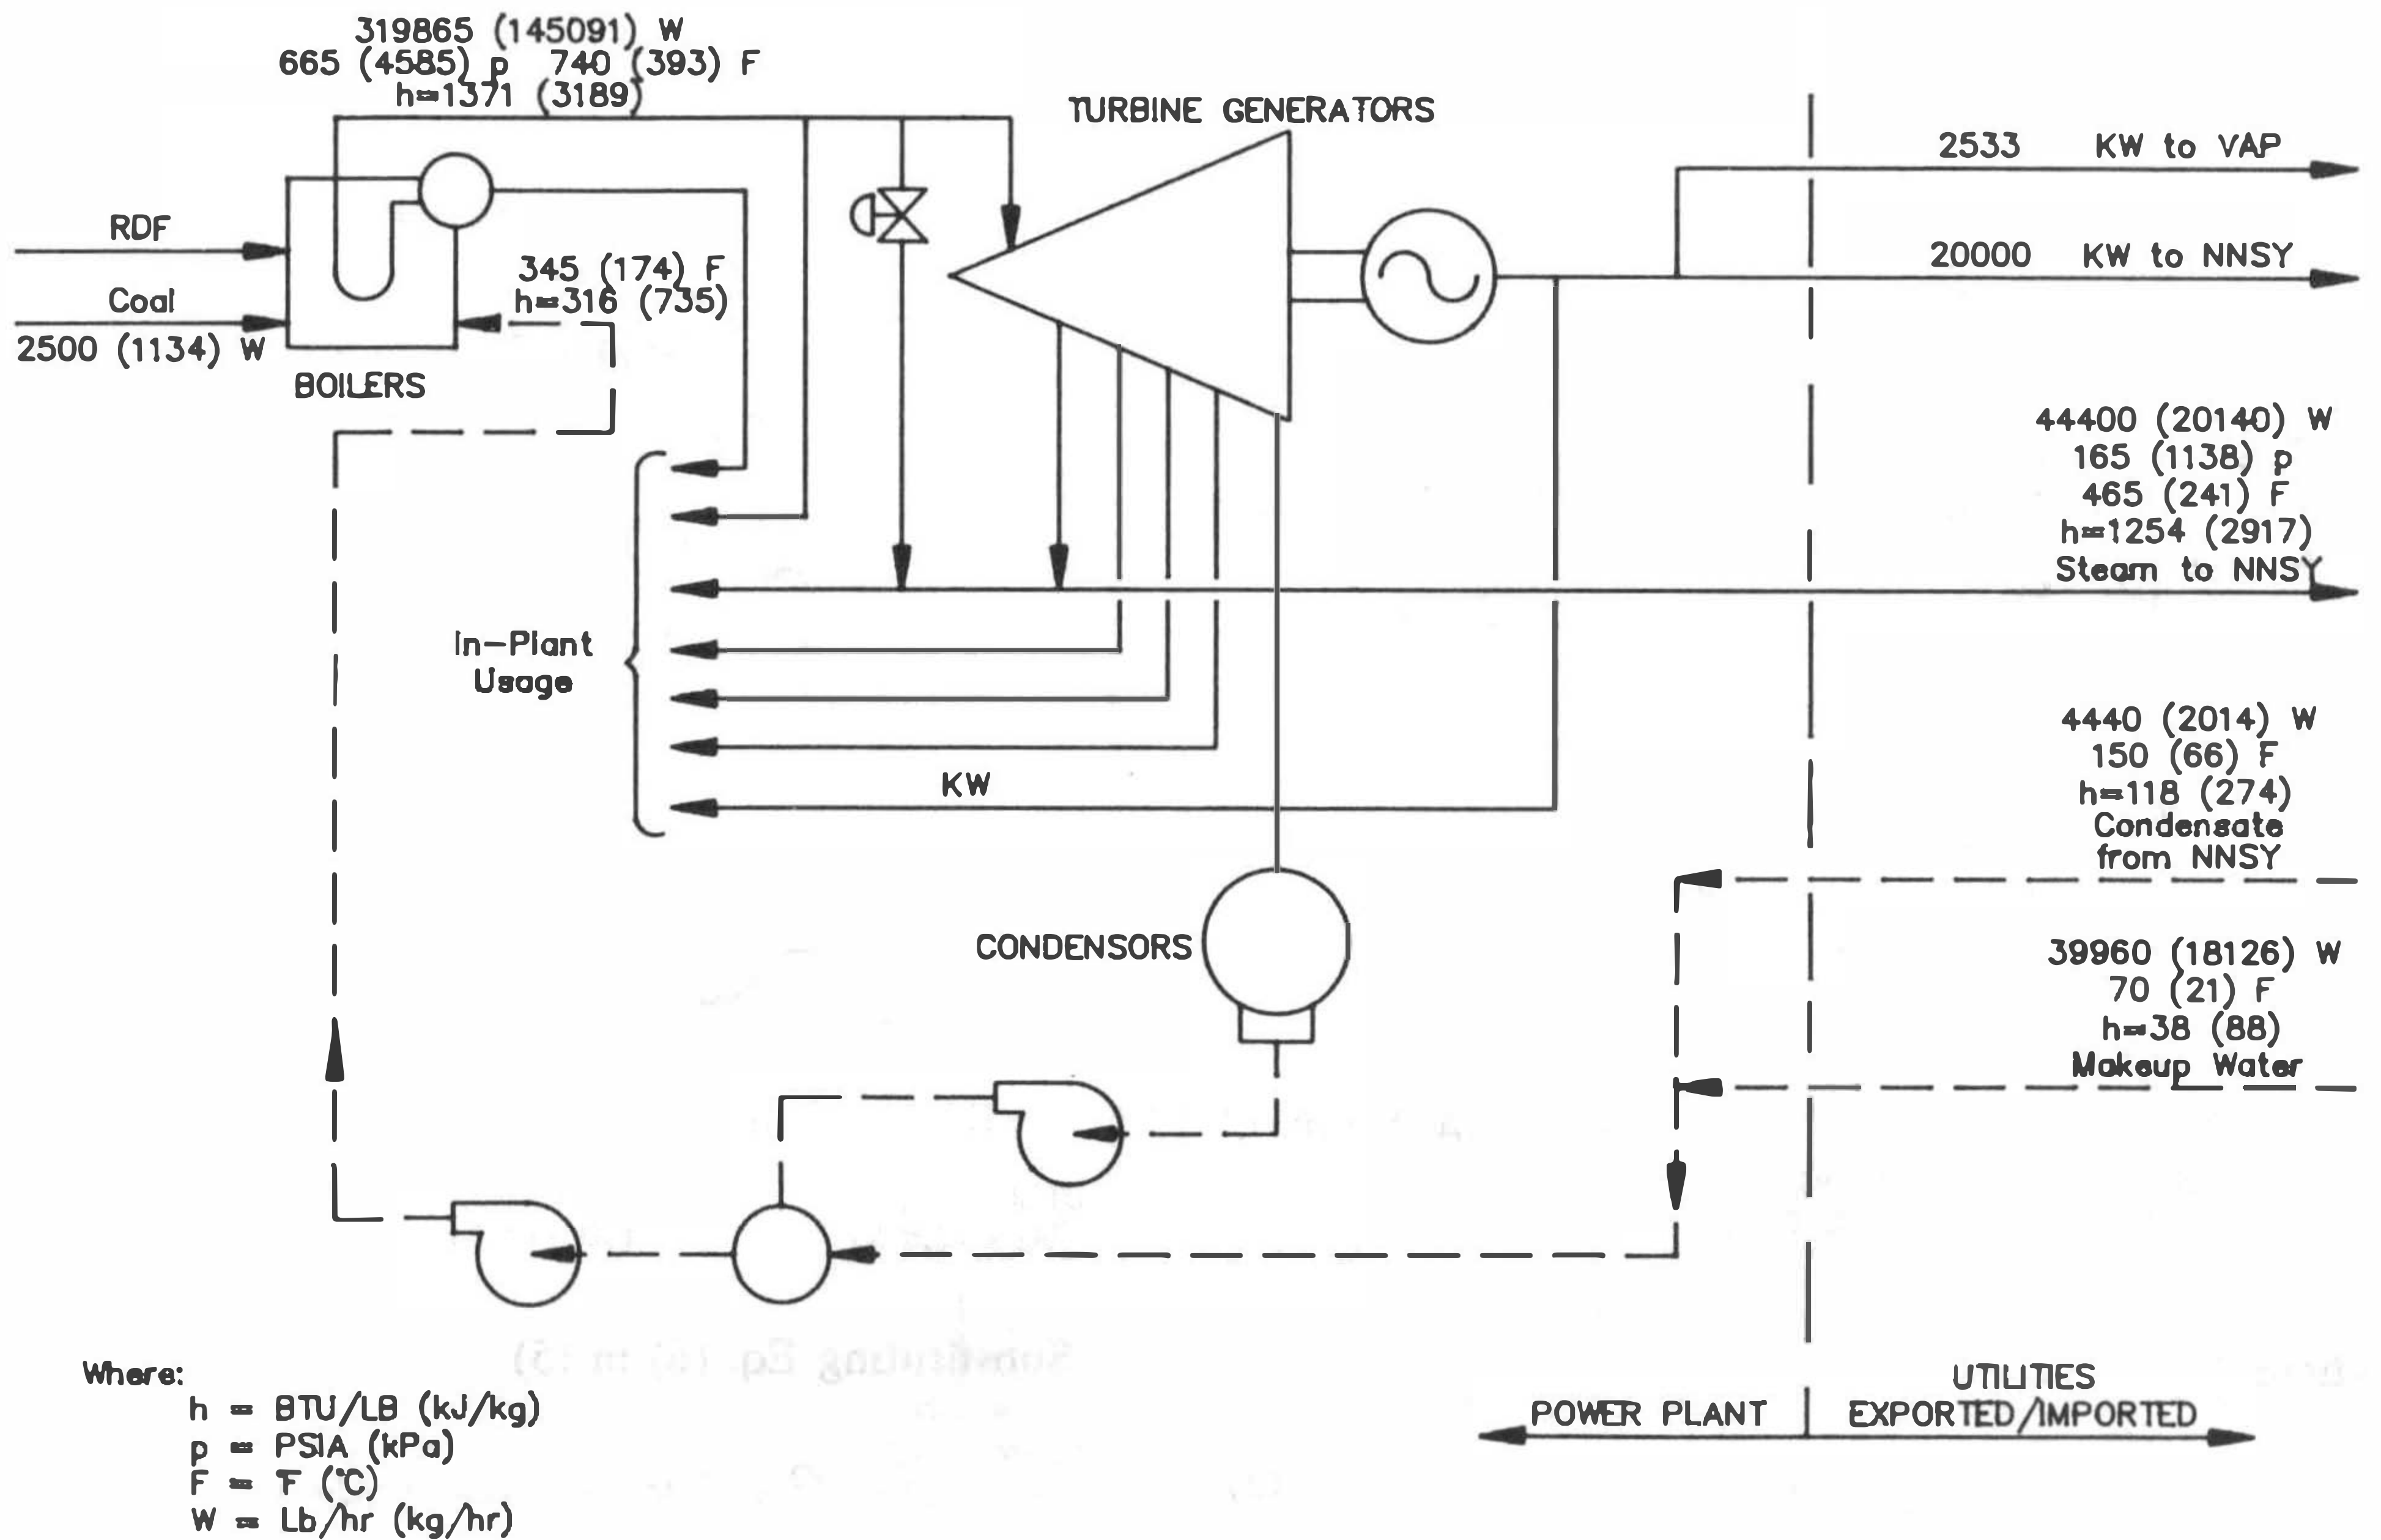 319865 (145091) W
665 (4585) p 740 (393) F
h=1371 (3189)
TURBINE GENERATORS
2533 KW to VAP
RDF
20000 KW to NNSY
345 (174) F
h=316 (735)
Coal
2500 (1134) W
BOILERS
44400 (20140) W
165 (1138) p
465 (241) F
h=1254 (2917)
Steam to NNSY
In-Plant
Usage
4440 (2014) W
150 (66) F
h=118 (274)
Condensate
from NNSY
KW
CONDENSORS
39960 (18126) W
70 (21) F
h=38 (88)
Makeup Water
Where:
h = BTU/LB (kJ/kg)
p = PSIA (kPa)
F = F (°C)
W = Lb/hr (kg/hr)
UTILITIES
POWER PLANT EXPORTED/IMPORTED